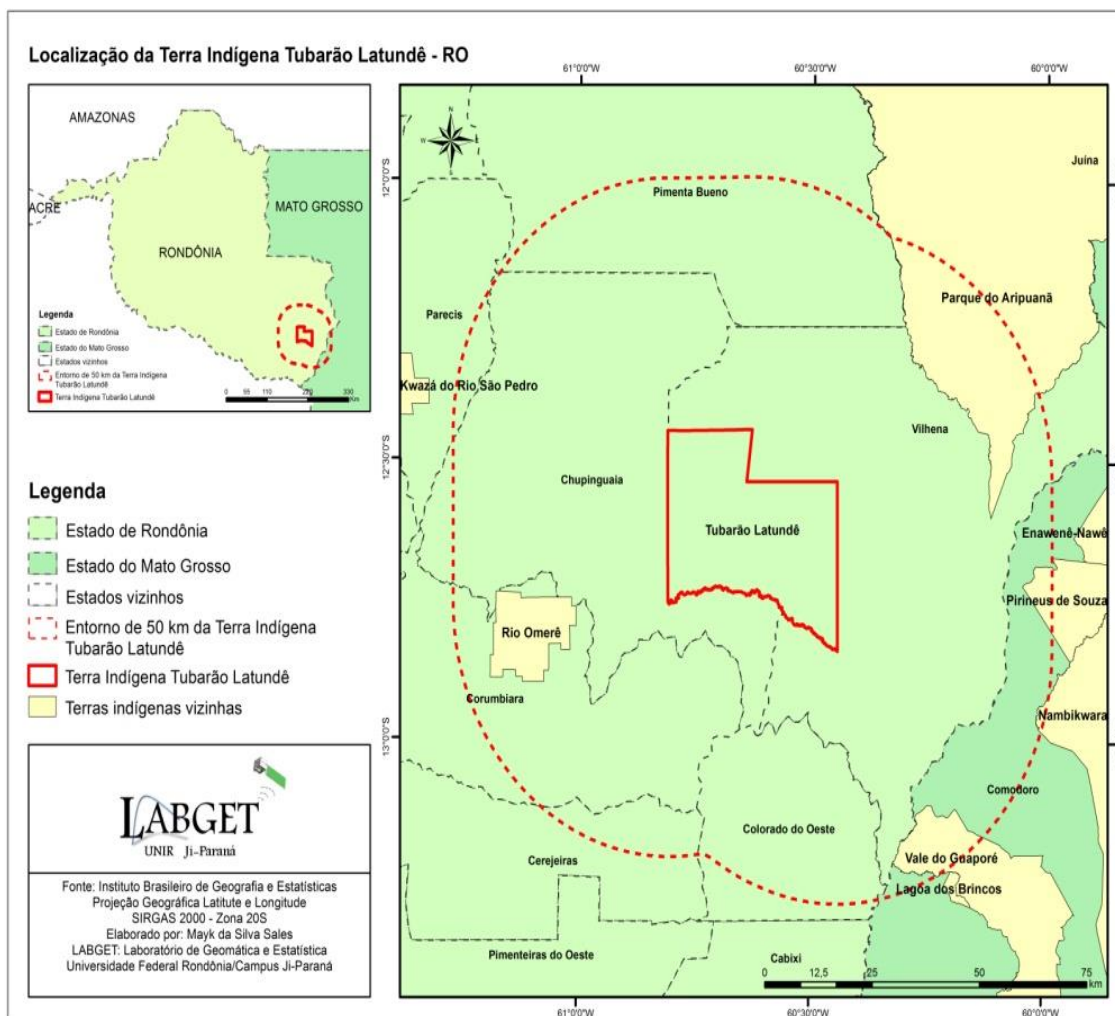 Localização da Terra Indígena Tubarão Latundê - RO
AMAZONAS
ACRE
MATO GROSSO
RONDÔNIA
Legenda
Estado de Rondônia
Estado do Mato Grosso
Estados vizinhos
Entorno de 50 km da Terra Indígena
Tubarão Latundê
Terra Indígena Tubarão Latundê
0 55 110 220 300
Km
Legenda
Estado de Rondônia
Estado do Mato Grosso
Estados vizinhos
Entorno de 50 km da Terra Indígena
Tubarão Latundê
Terra Indígena Tubarão Latundê
Terras indígenas vizinhas
LABGET
UNIR Ji-Paraná
Fonte: Instituto Brasileiro de Geografia e Estatísticas
Projeção Geográfica Latitute e Longitude
SIRGAS 2000 - Zona 20S
Elaborado por: Mayk da Silva Sales
LABGET: Laboratório de Geomática e Estatística
Universidade Federal Rondônia/Campus Ji-Paraná
61°0'0"W 60°30'0"W 60°0'0"W
12°0'0"S
12°30'0"S
13°0'0"S
N
W
Juína
Pimenta Bueno
Parque do Aripuanã
Parecis
Kwazá do Rio São Pedro
Vilhena
Chupinguaia
Tubarão Latundê
Enawenê-Nawê
Pirineus de Souza
Rio Omerê
Corumbiara
Nambikwara
Comodoro
Colorado do Oeste
Cerejeiras
Vale do Guaporé
Lagoa dos Brincos
Pimenteiras do Oeste
Cabixi
0 12,5 25 50 75
km
61°0'0"W 60°30'0"W 60°0'0"W